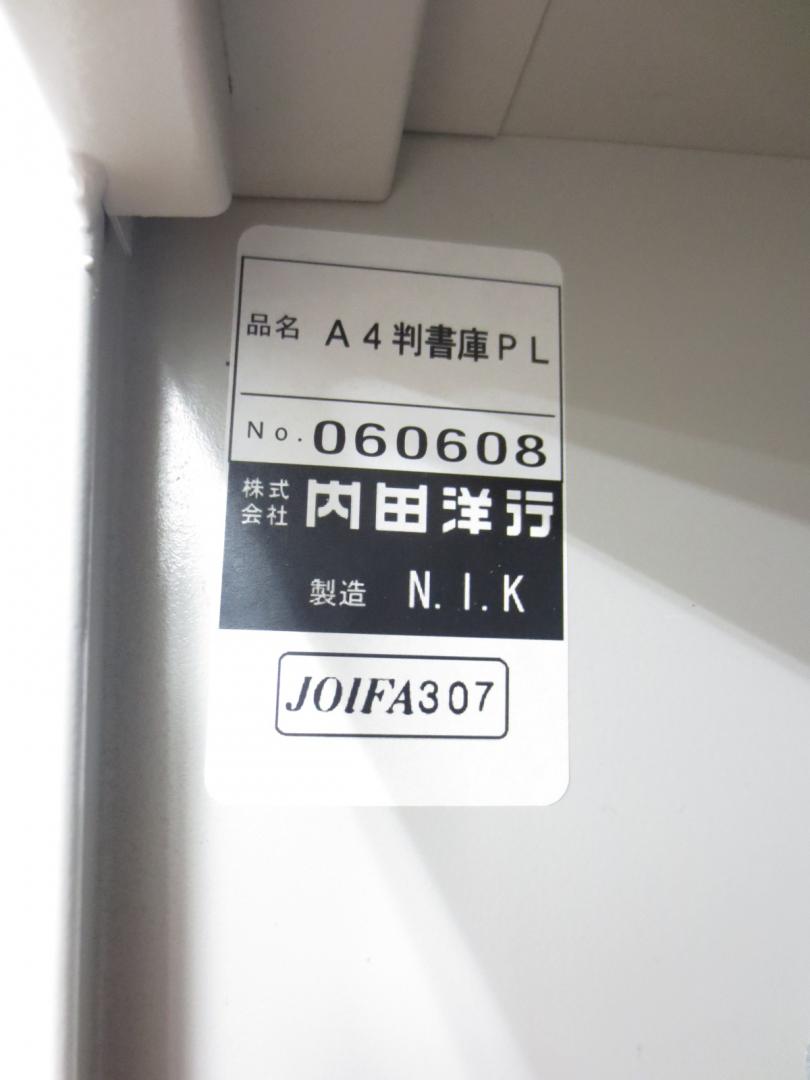 品名 A4判書庫PL
No. 060608
株式会社 内田洋行
製造 N.I.K
JOIFA307